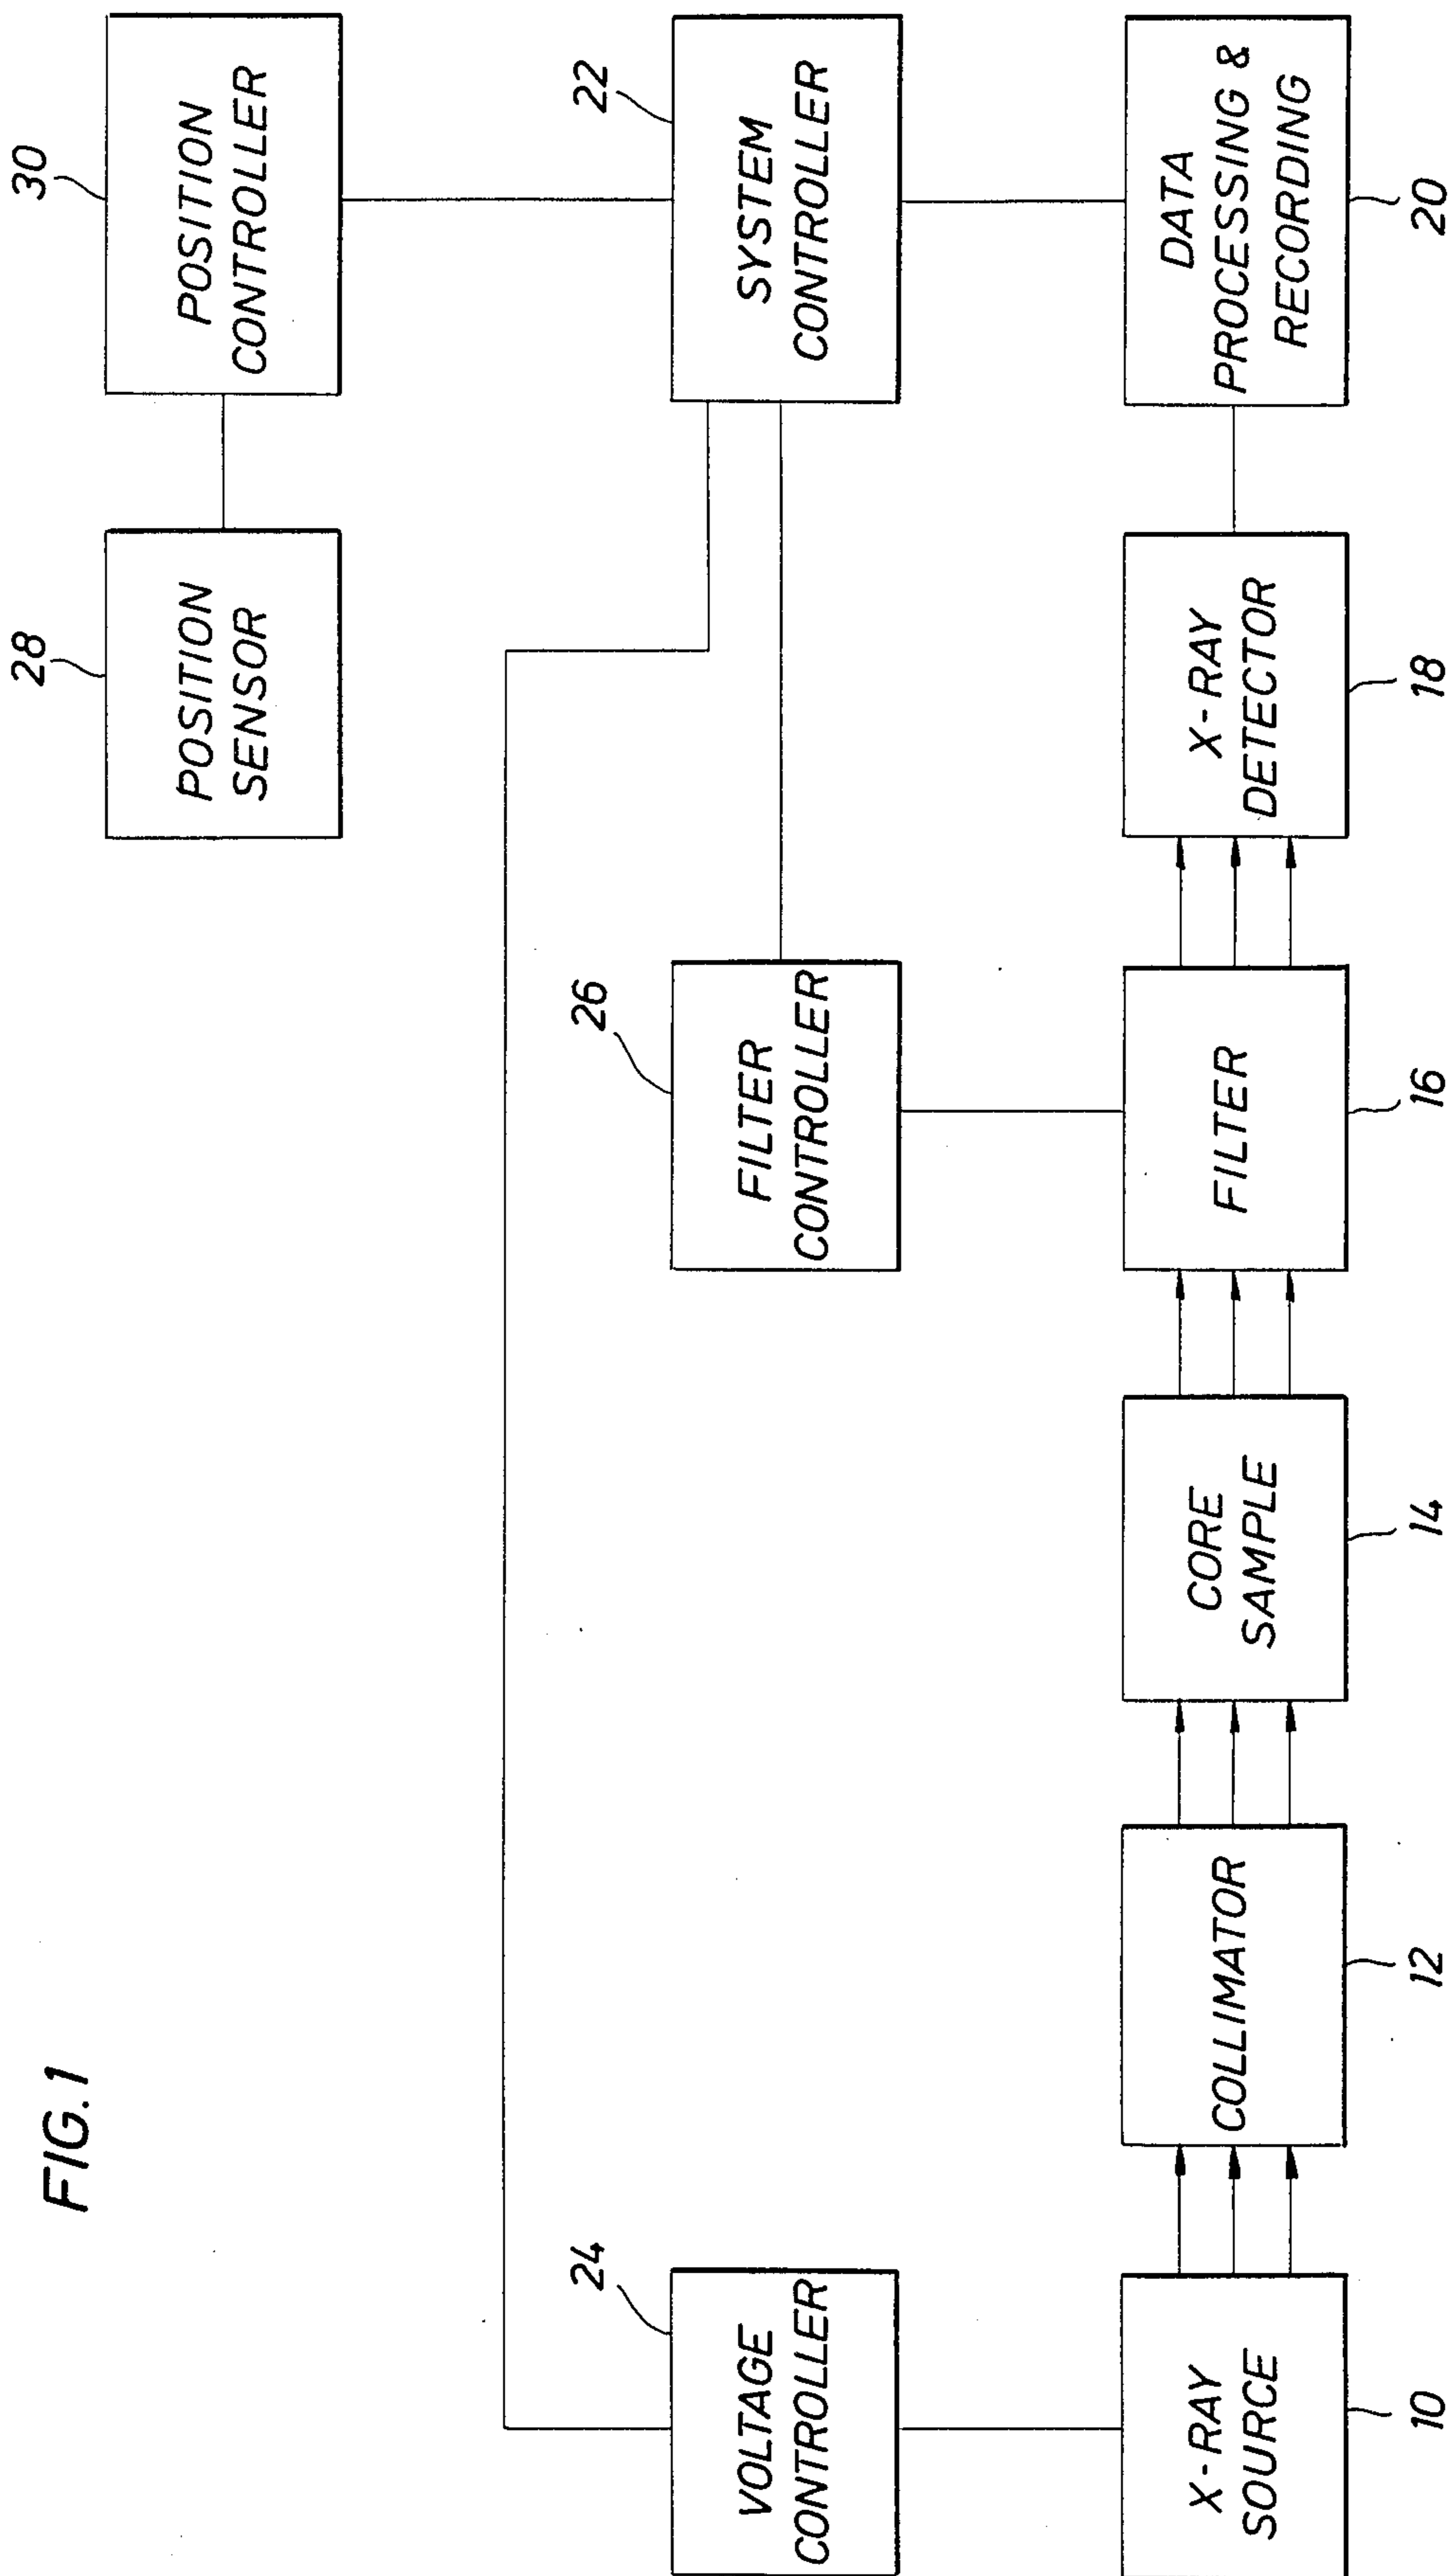 FIG.1
28
POSITION
SENSOR
30
POSITION
CONTROLLER
24
VOLTAGE
CONTROLLER
26
FILTER
CONTROLLER
22
SYSTEM
CONTROLLER
X-RAY
SOURCE
10
COLLIMATOR
12
CORE
SAMPLE
14
FILTER
16
X-RAY
DETECTOR
18
DATA
PROCESSING &
RECORDING
20